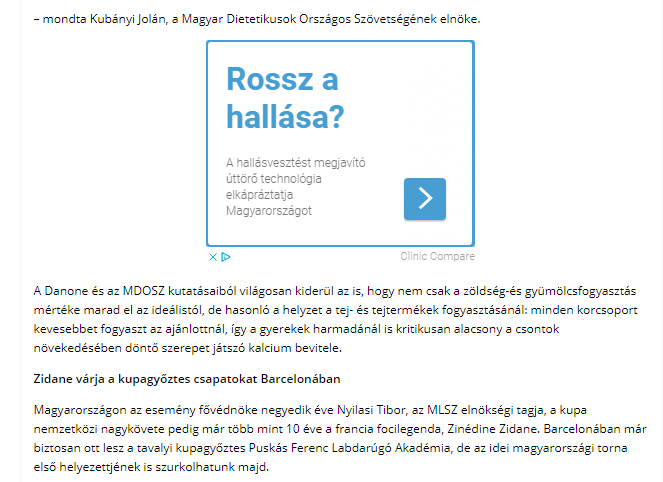 – mondta Kubányi Jolán, a Magyar Dietetikusok Országos Szövetségének elnöke.
Rossz a
hallása?
A hallásvesztést megjavító
úttörő technológia
elkápráztatja
Magyarországot
Clinic Compare
A Danone és az MDOSZ kutatásaiból világosan kiderül az is, hogy nem csak a zöldség-és gyümölcsfogyasztás
mértéke marad el az ideálistól, de hasonló a helyzet a tej- és tejtermékek fogyasztásánál: minden korcsoport
kevesebbet fogyaszt az ajánlottnál, így a gyerekek harmadánál is kritikusan alacsony a csontok
növekedésében döntő szerepet játszó kalcium bevitele.
Zidane várja a kupagyőztes csapatokat Barcelonában
Magyarországon az esemény fővédnöke negyedik éve Nyilasi Tibor, az MLSZ elnökségi tagja, a kupa
nemzetközi nagykövete pedig már több mint 10 éve a francia focilegenda, Zinédine Zidane. Barcelonában már
biztosan ott lesz a tavalyi kupagyőztes Puskás Ferenc Labdarúgó Akadémia, de az idei magyarországi torna
első helyezettjének is szurkolhatunk majd.